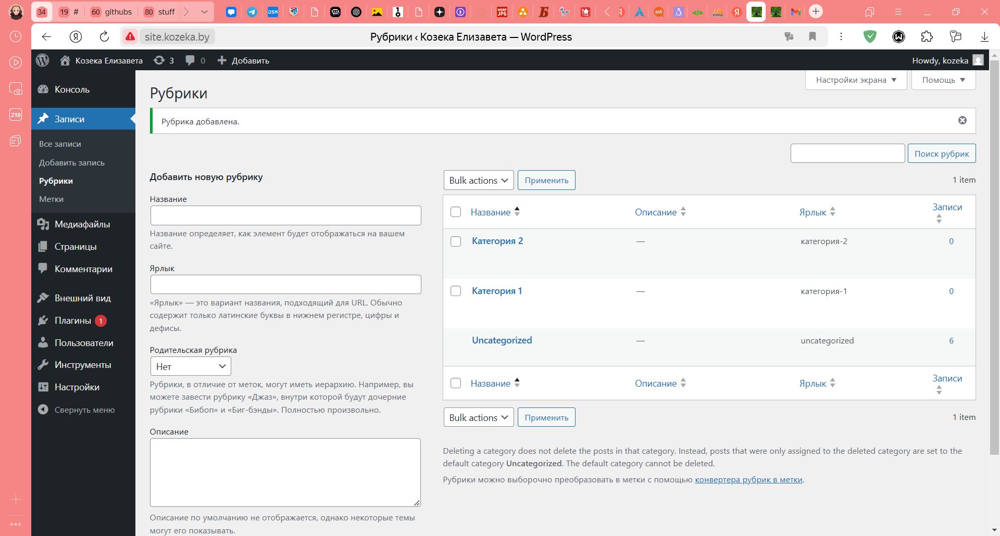 34
19 #
60 githubs
80 stuff
DSM
WEBP
JPG
Б
ask
PMA
Я
Я
site.kozeka.by
Рубрики ‹ Козека Елизавета — WordPress
210
Козека Елизавета
3
0
Добавить
Howdy, kozeka
Консоль
Записи
Все записи
Добавить запись
Рубрики
Метки
Медиафайлы
Страницы
Комментарии
Внешний вид
Плагины 1
Пользователи
Инструменты
Настройки
Свернуть меню
Настройки экрана
Помощь
Рубрики
Рубрика добавлена.
Поиск рубрик
Добавить новую рубрику
Название
Название определяет, как элемент будет отображаться на вашем
сайте.
Ярлык
«Ярлык» — это вариант названия, подходящий для URL. Обычно
содержит только латинские буквы в нижнем регистре, цифры и
дефисы.
Родительская рубрика
Нет
Рубрики, в отличие от меток, могут иметь иерархию. Например, вы
можете завести рубрику «Джаз», внутри которой будут дочерние
рубрики «Бибоп» и «Биг-бэнды». Полностью произвольно.
Описание
Описание по умолчанию не отображается, однако некоторые темы
могут его показывать.
Bulk actions
Применить
1 item
Название Описание Ярлык Записи
Категория 2 — категория-2 0
Категория 1 — категория-1 0
Uncategorized — uncategorized 6
Название Описание Ярлык Записи
Bulk actions
Применить
1 item
Deleting a category does not delete the posts in that category. Instead, posts that were only assigned to the deleted category are set to the
default category Uncategorized. The default category cannot be deleted.
Рубрики можно выборочно преобразовать в метки с помощью конвертера рубрик в метки.